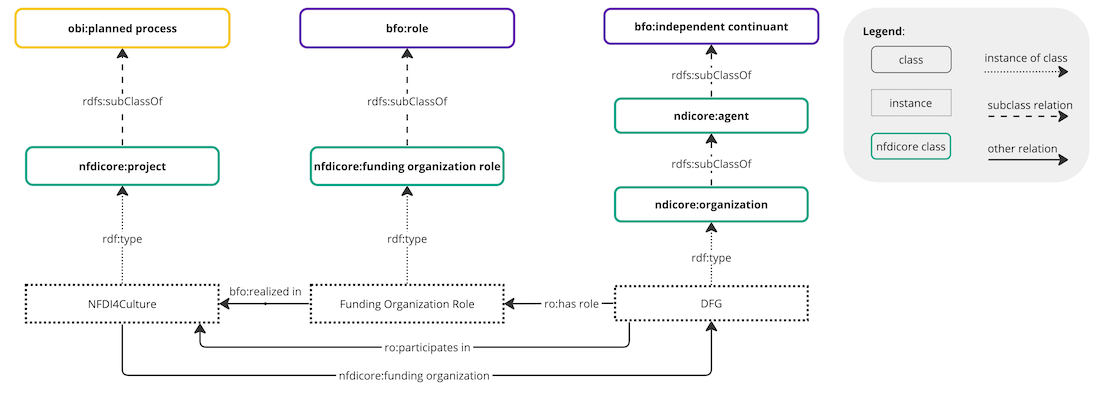 obi:planned process
bfo:role
bfo:independent continuant
Legend:
class
instance of class
instance
subclass relation
nfdicore class
other relation
rdfs:subClassOf
rdfs:subClassOf
rdfs:subClassOf
ndicore:agent
nfdicore:project
nfdicore:funding organization role
rdfs:subClassOf
ndicore:organization
rdf:type
rdf:type
rdf:type
NFDI4Culture
bfo:realized in
Funding Organization Role
ro:has role
DFG
ro:participates in
nfdicore:funding organization